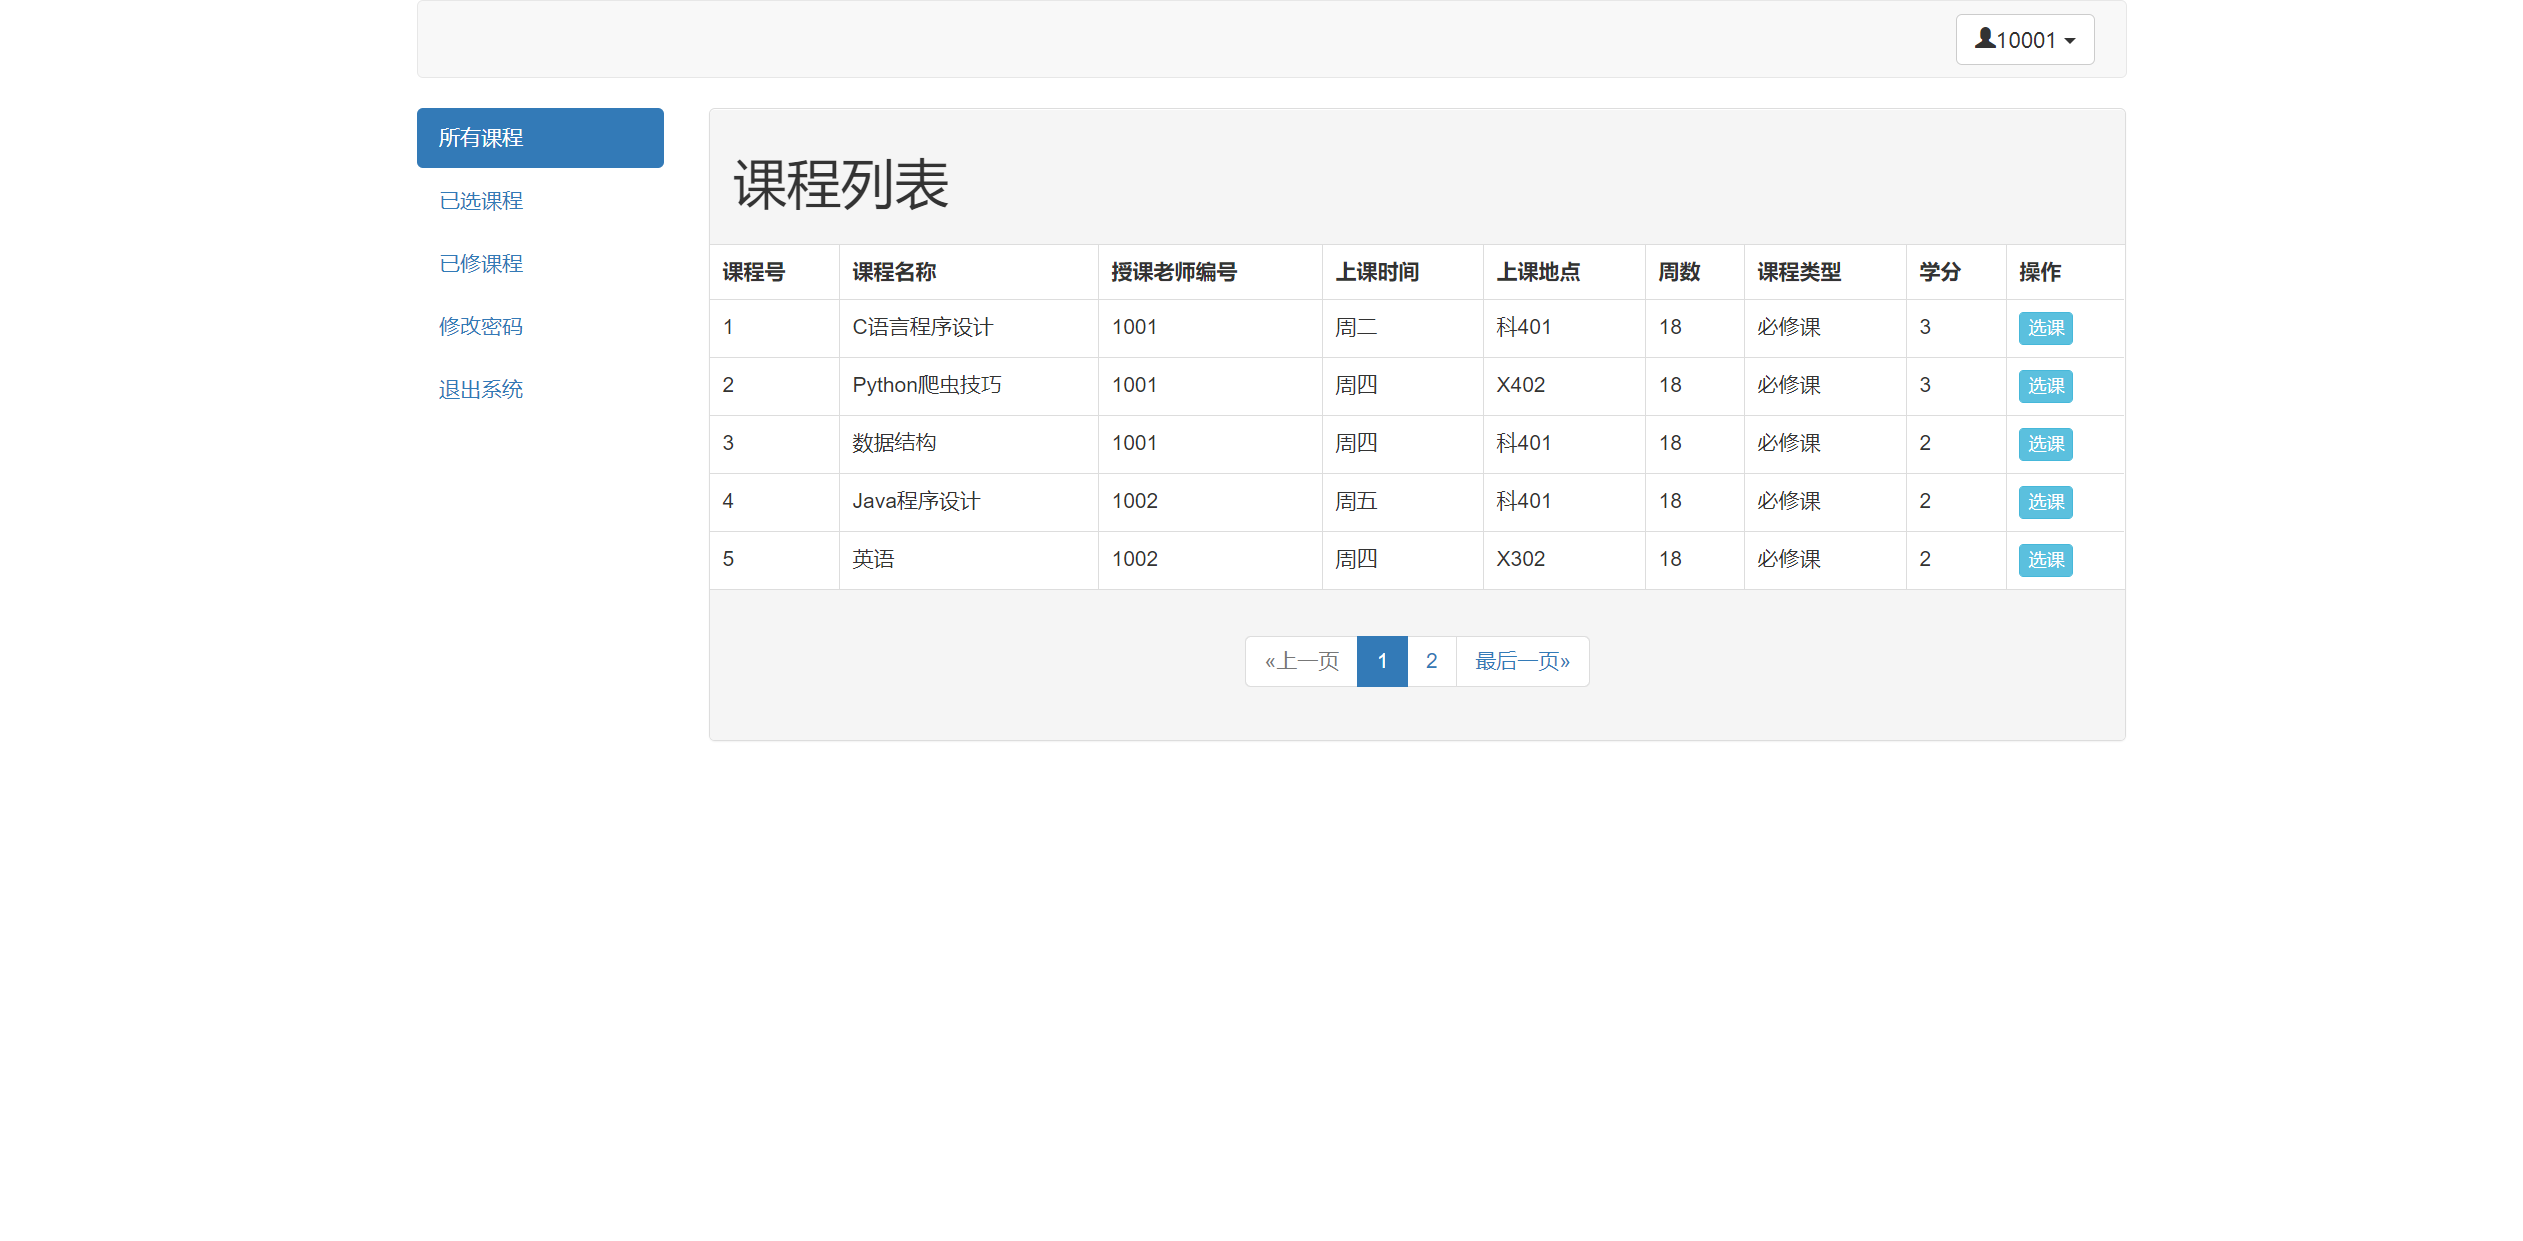 10001
所有课程
已选课程
已修课程
修改密码
退出系统
课程列表
课程号 课程名称 授课老师编号 上课时间 上课地点 周数 课程类型 学分 操作
1 C语言程序设计 1001 周二 科401 18 必修课 3 选课
2 Python爬虫技巧 1001 周四 X402 18 必修课 3 选课
3 数据结构 1001 周四 科401 18 必修课 2 选课
4 Java程序设计 1002 周五 科401 18 必修课 2 选课
5 英语 1002 周四 X302 18 必修课 2 选课
«上一页 1 2 最后一页»